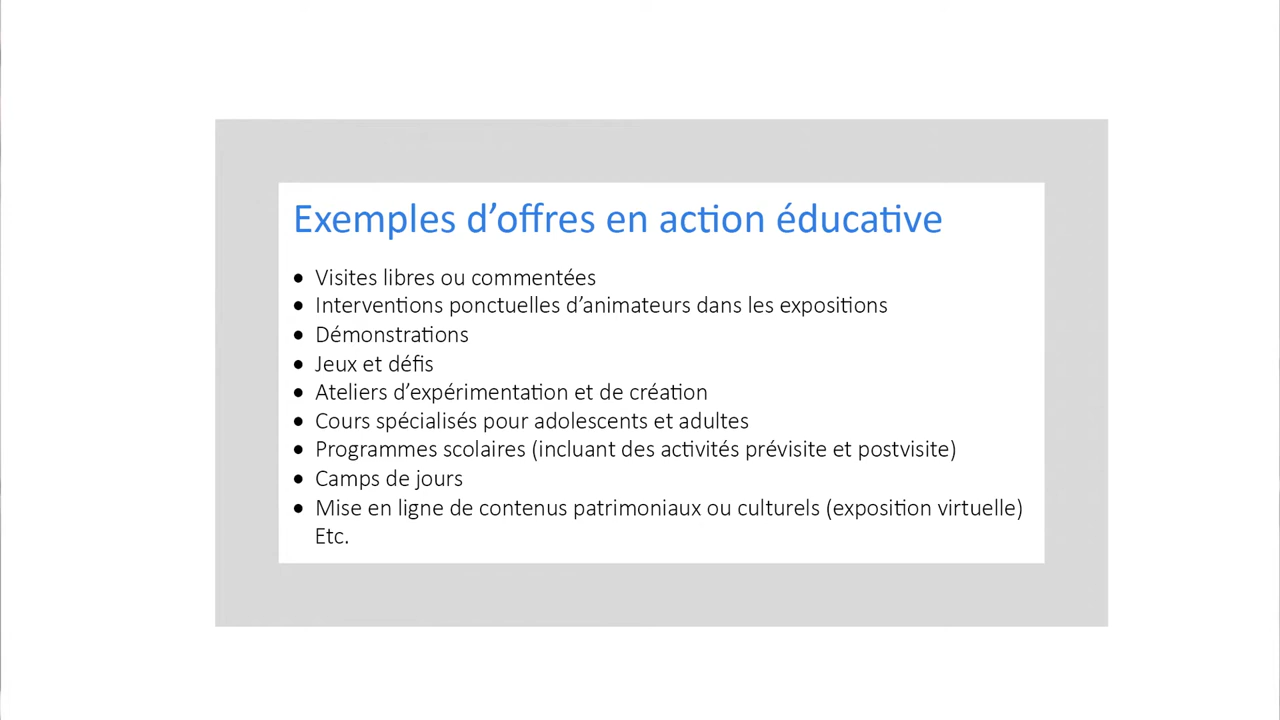 Exemples d’offres en action éducative
• Visites libres ou commentées
• Interventions ponctuelles d’animateurs dans les expositions
• Démonstrations
• Jeux et défis
• Ateliers d’expérimentation et de création
• Cours spécialisés pour adolescents et adultes
• Programmes scolaires (incluant des activités prévisite et postvisite)
• Camps de jours
• Mise en ligne de contenus patrimoniaux ou culturels (exposition virtuelle)
Etc.